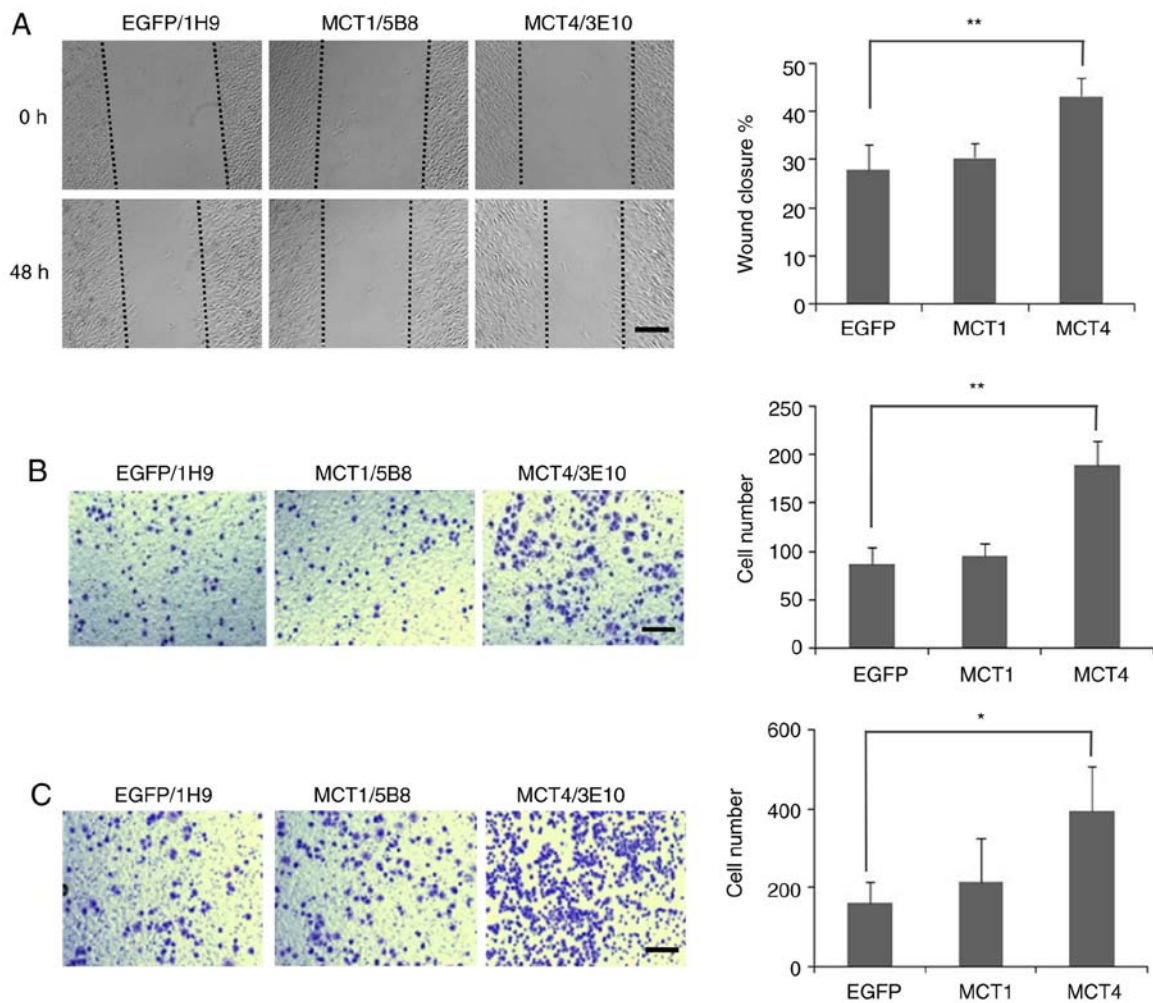 A
EGFP/1H9 MCT1/5B8 MCT4/3E10
0 h
48 h
**
50
40
30
20
10
0
Wound closure %
EGFP MCT1 MCT4
B
EGFP/1H9 MCT1/5B8 MCT4/3E10
**
250
200
150
100
50
0
Cell number
EGFP MCT1 MCT4
C
EGFP/1H9 MCT1/5B8 MCT4/3E10
*
600
400
200
0
Cell number
EGFP MCT1 MCT4